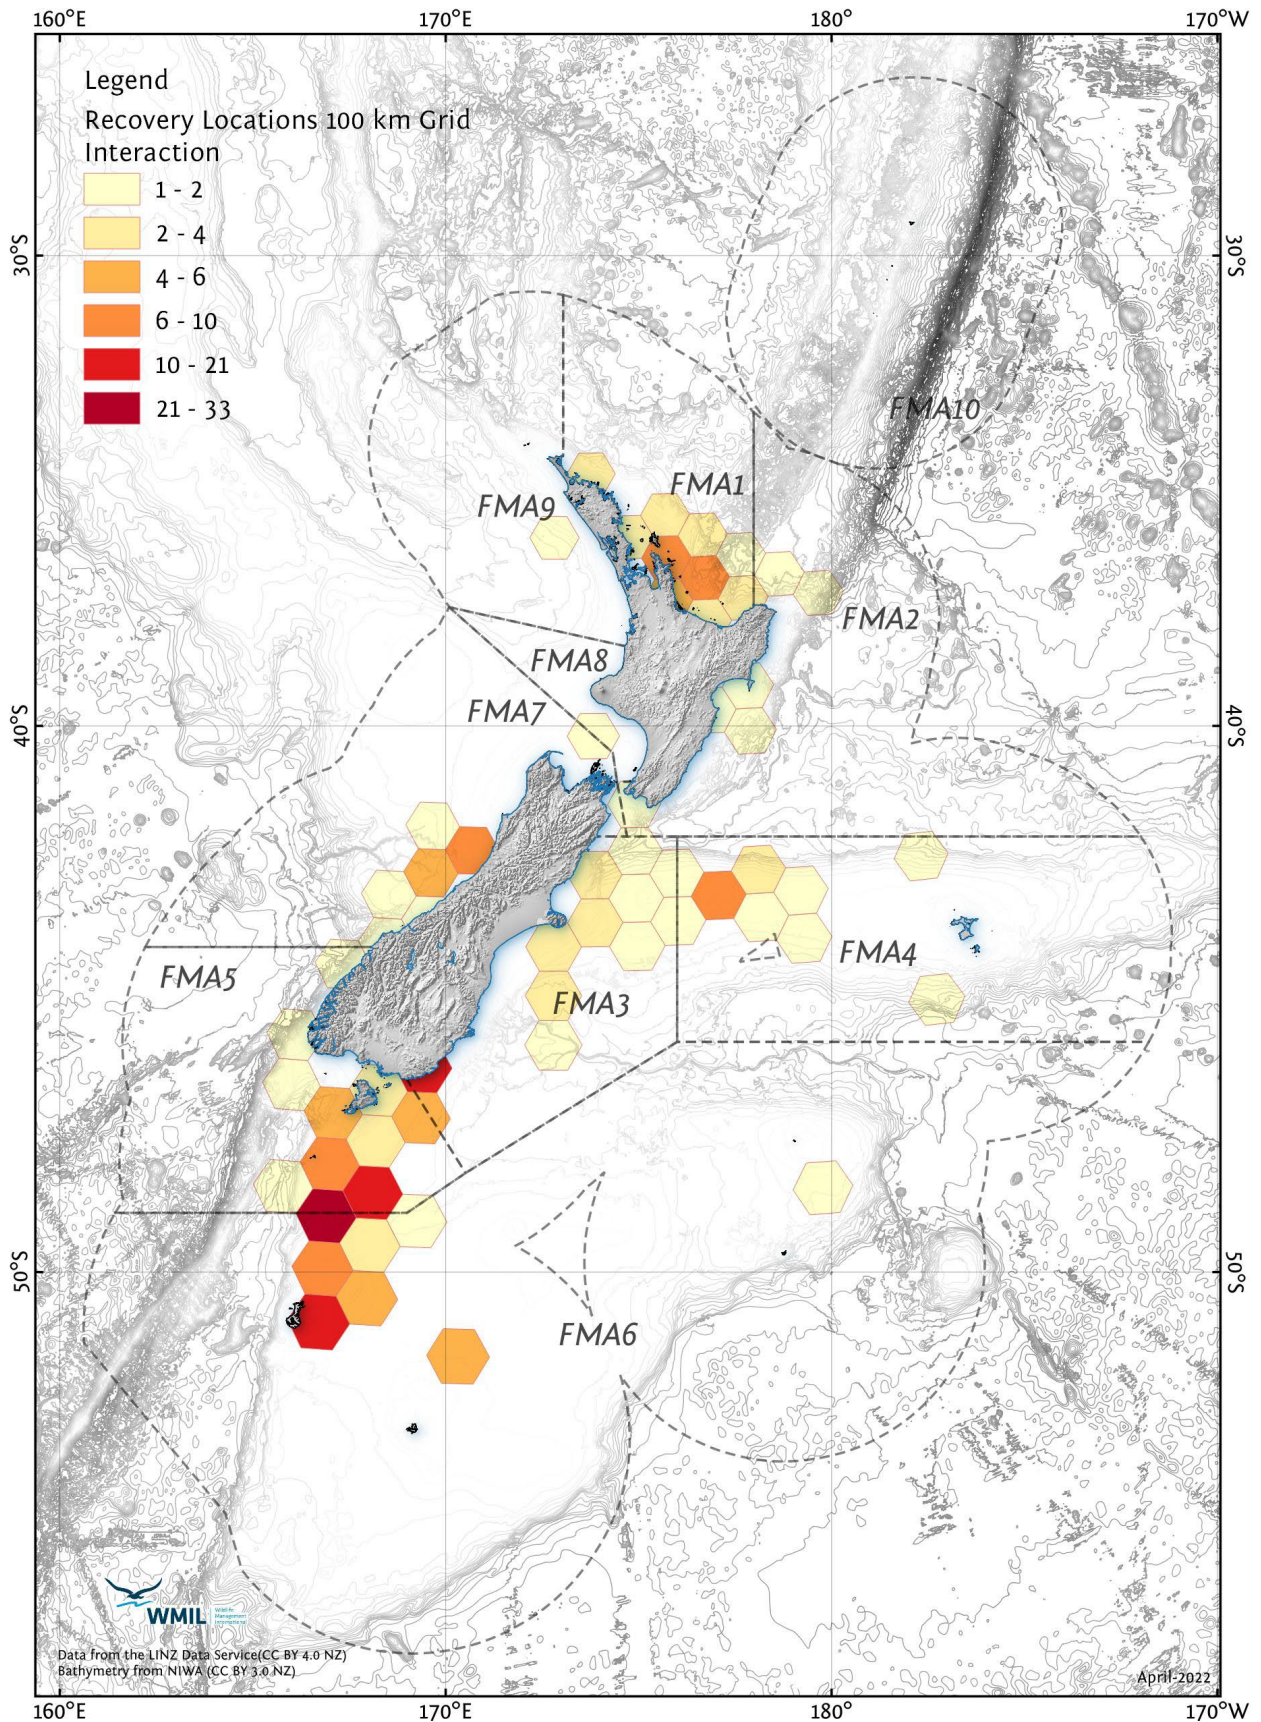 160°E 170°E 180° 170°W
Legend
Recovery Locations 100 km Grid
Interaction
1 - 2
2 - 4
4 - 6
6 - 10
10 - 21
21 - 33
30°S 30°S
FMA10
FMA1
FMA9
FMA2
FMA8
FMA7
40°S 40°S
FMA4
FMA5
FMA3
50°S 50°S
FMA6
WMIL
Wildlife
Management
International
Data from the LINZ Data Service(CC BY 4.0 NZ)
Bathymetry from NIWA (CC BY 3.0 NZ)
April-2022
160°E 170°E 180° 170°W